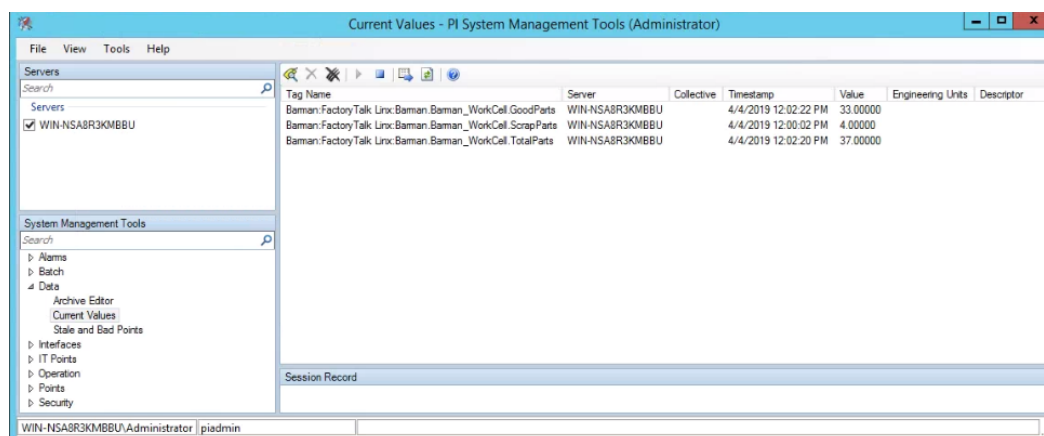 Current Values - PI System Management Tools (Administrator)
File View Tools Help
Servers
Search
Servers
WIN-NSA8R3KMBBU
System Management Tools
Search
Alarms
Batch
Data
Archive Editor
Current Values
Stale and Bad Points
Interfaces
IT Points
Operation
Points
Security
Tag Name Server Collective Timestamp Value Engineering Units Descriptor
Barman:FactoryTalk Linx:Barman.Barman_WorkCell.GoodParts WIN-NSA8R3KMBBU 4/4/2019 12:02:22 PM 33.00000
Barman:FactoryTalk Linx:Barman.Barman_WorkCell.ScrapParts WIN-NSA8R3KMBBU 4/4/2019 12:00:02 PM 4.00000
Barman:FactoryTalk Linx:Barman.Barman_WorkCell.TotalParts WIN-NSA8R3KMBBU 4/4/2019 12:02:20 PM 37.00000
Session Record
WIN-NSA8R3KMBBU\Administrator piadmin